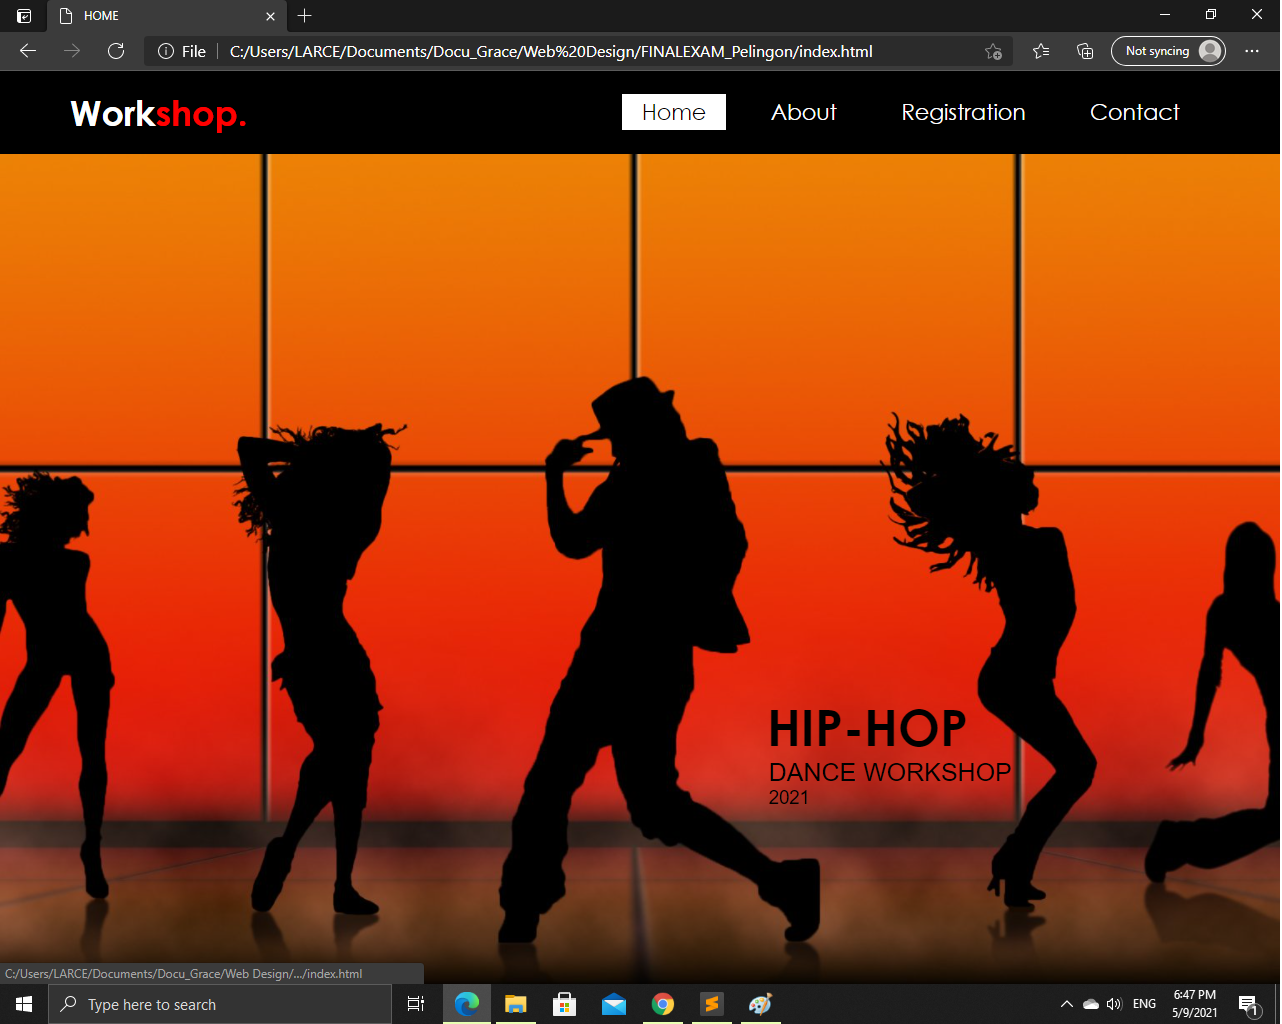 HOME
File
C:/Users/LARCE/Documents/Docu_Grace/Web%20Design/FINALEXAM_Pelingon/index.html
Not syncing
Workshop.
Home
About
Registration
Contact
HIP-HOP
DANCE WORKSHOP
2021
C:/Users/LARCE/Documents/Docu_Grace/Web Design/.../index.html
Type here to search
ENG
6:47 PM
5/9/2021
1